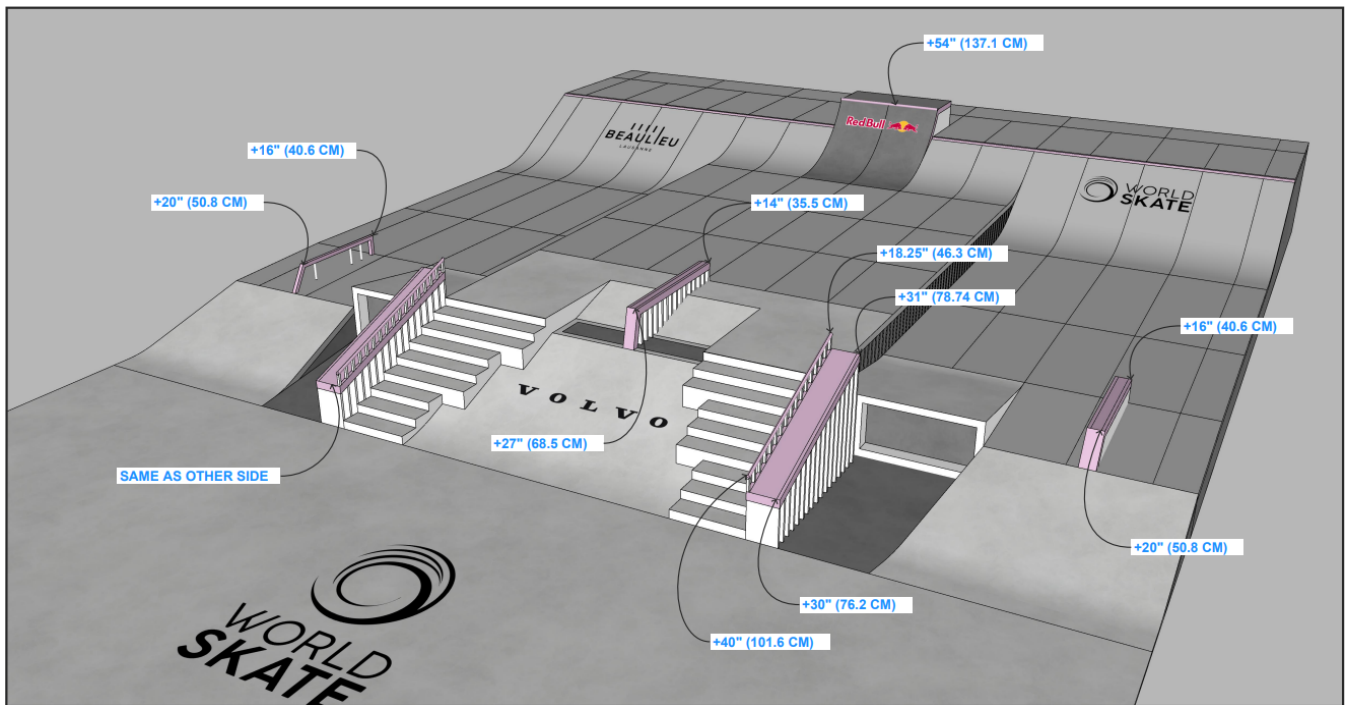 +54" (137.1 CM)
BEAULIEU
LAUSANNE
Red Bull
+16" (40.6 CM)
WORLD
SKATE
+20" (50.8 CM)
+14" (35.5 CM)
+18.25" (46.3 CM)
+31" (78.74 CM)
+16" (40.6 CM)
VOLVO
+27" (68.5 CM)
SAME AS OTHER SIDE
+20" (50.8 CM)
+30" (76.2 CM)
+40" (101.6 CM)
WORLD
SKATE